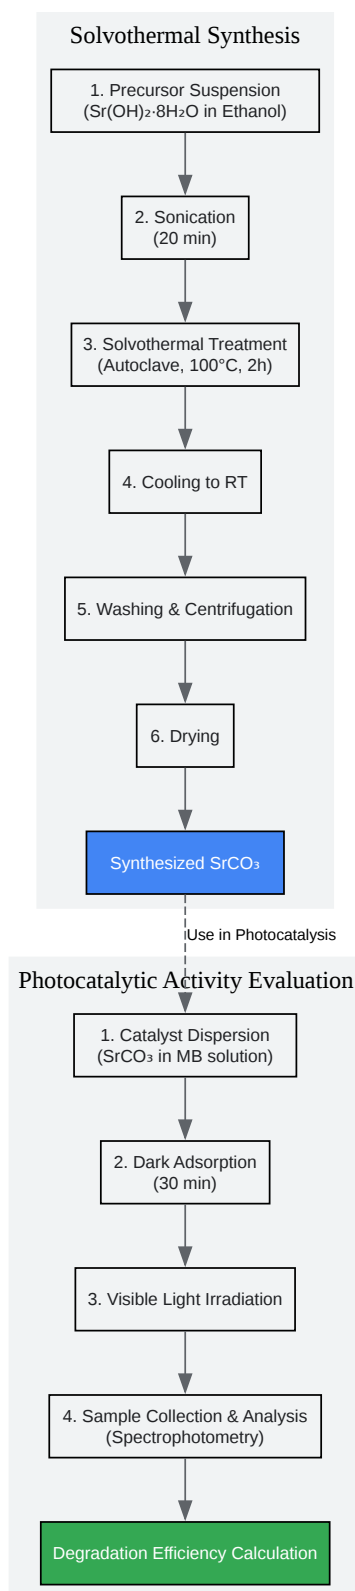 Solvothermal Synthesis
1. Precursor Suspension
(Sr(OH)₂·8H₂O in Ethanol)
2. Sonication
(20 min)
3. Solvothermal Treatment
(Autoclave, 100°C, 2h)
4. Cooling to RT
5. Washing & Centrifugation
6. Drying
Synthesized SrCO₃
Use in Photocatalysis
Photocatalytic Activity Evaluation
1. Catalyst Dispersion
(SrCO₃ in MB solution)
2. Dark Adsorption
(30 min)
3. Visible Light Irradiation
4. Sample Collection & Analysis
(Spectrophotometry)
Degradation Efficiency Calculation